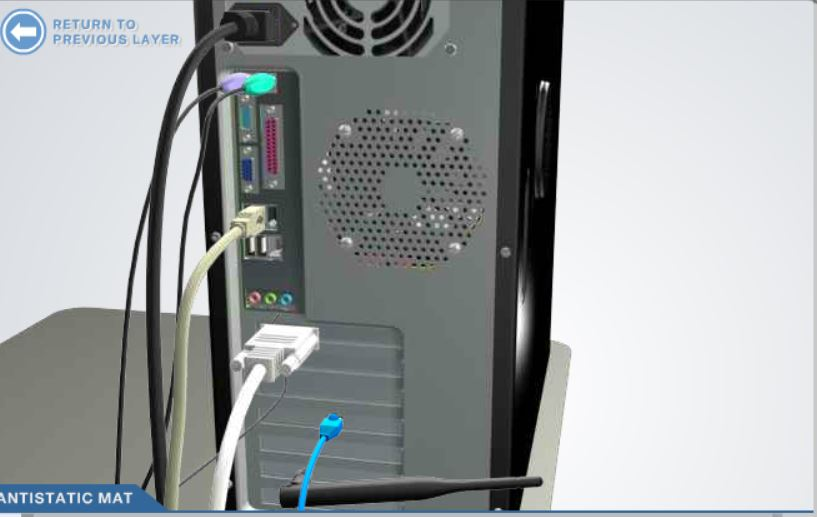 RETURN TO
PREVIOUS LAYER
ANTISTATIC MAT